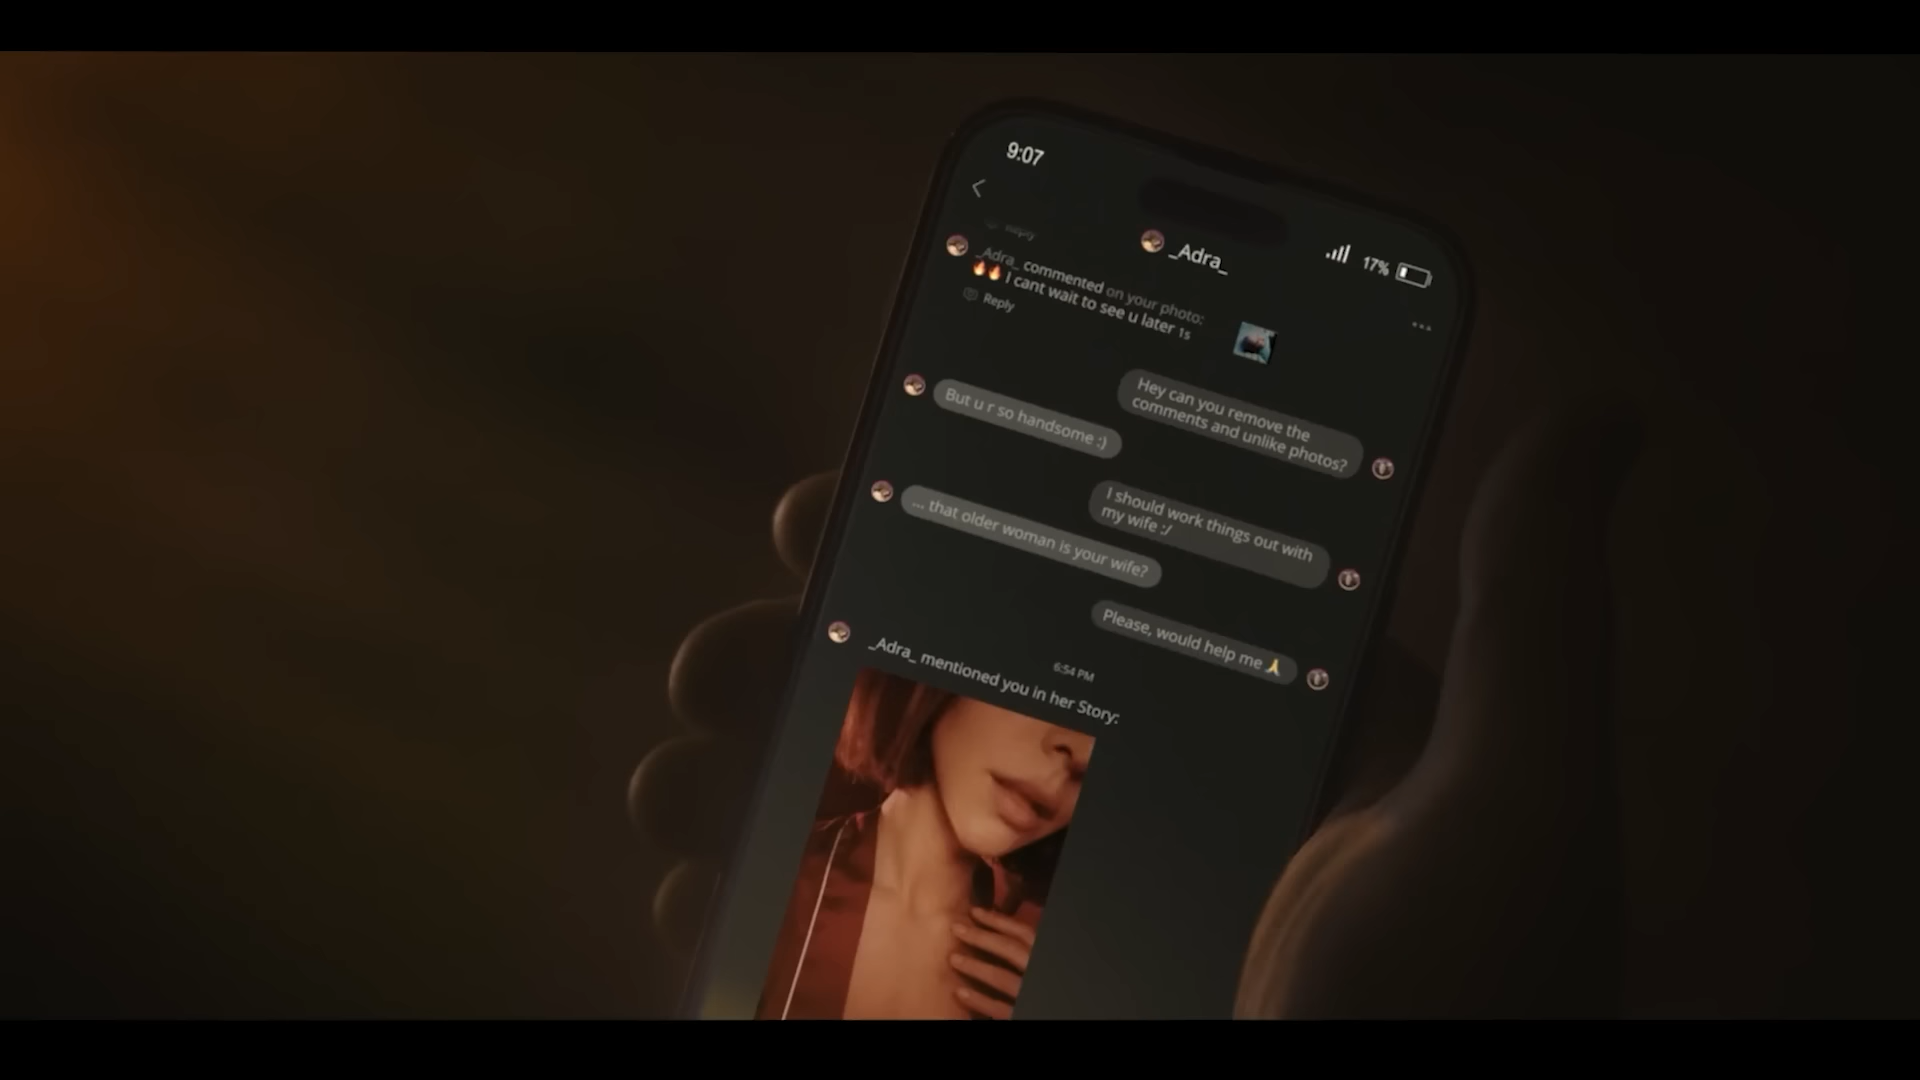 9:07
17%
_Adra_
Reply
_Adra_ commented on your photo:
🔥🔥 I cant wait to see u later 1s
Reply
Hey can you remove the
comments and unlike photos?
But u r so handsome :)
I should work things out with
my wife :/
... that older woman is your wife?
Please, would help me 🙏
6:54 PM
_Adra_ mentioned you in her Story: